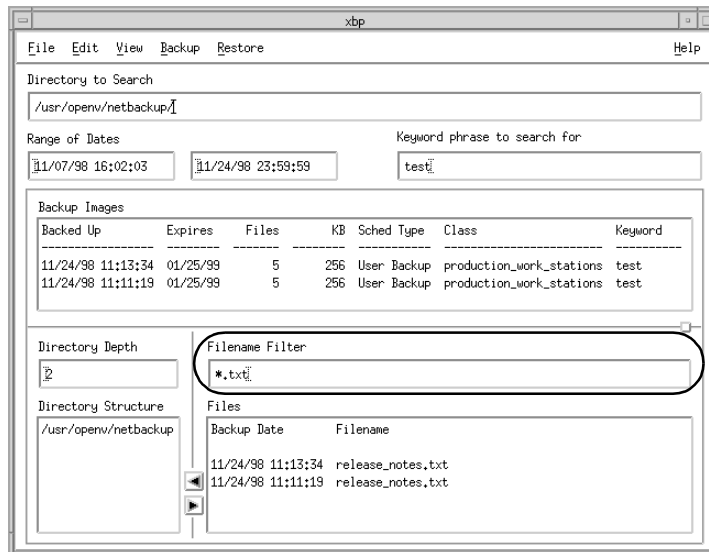 xbp
File Edit View Backup Restore Help
Directory to Search
/usr/openv/netbackup/
Range of Dates
Keyword phrase to search for
11/07/98 16:02:03
11/24/98 23:59:59
test
Backup Images
Backed Up Expires Files KB Sched Type Class Keyword
----------------- -------- ------- -------- ----------- ------------------------ ----------
11/24/98 11:13:34 01/25/99 5 256 User Backup production_work_stations test
11/24/98 11:11:19 01/25/99 5 256 User Backup production_work_stations test
Directory Depth
2
Filename Filter
*.txt
Directory Structure
/usr/openv/netbackup
Files
Backup Date Filename
11/24/98 11:13:34 release_notes.txt
11/24/98 11:11:19 release_notes.txt